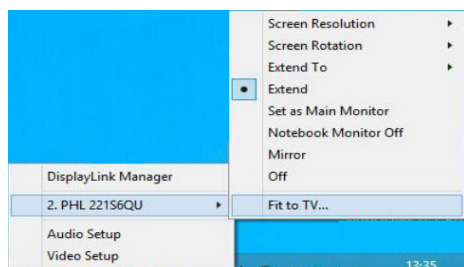 Screen Resolution
Screen Rotation
Extend To
Extend
Set as Main Monitor
Notebook Monitor Off
Mirror
Off
DisplayLink Manager
2. PHL 221S6QU
Fit to TV...
Audio Setup
Video Setup
13:35